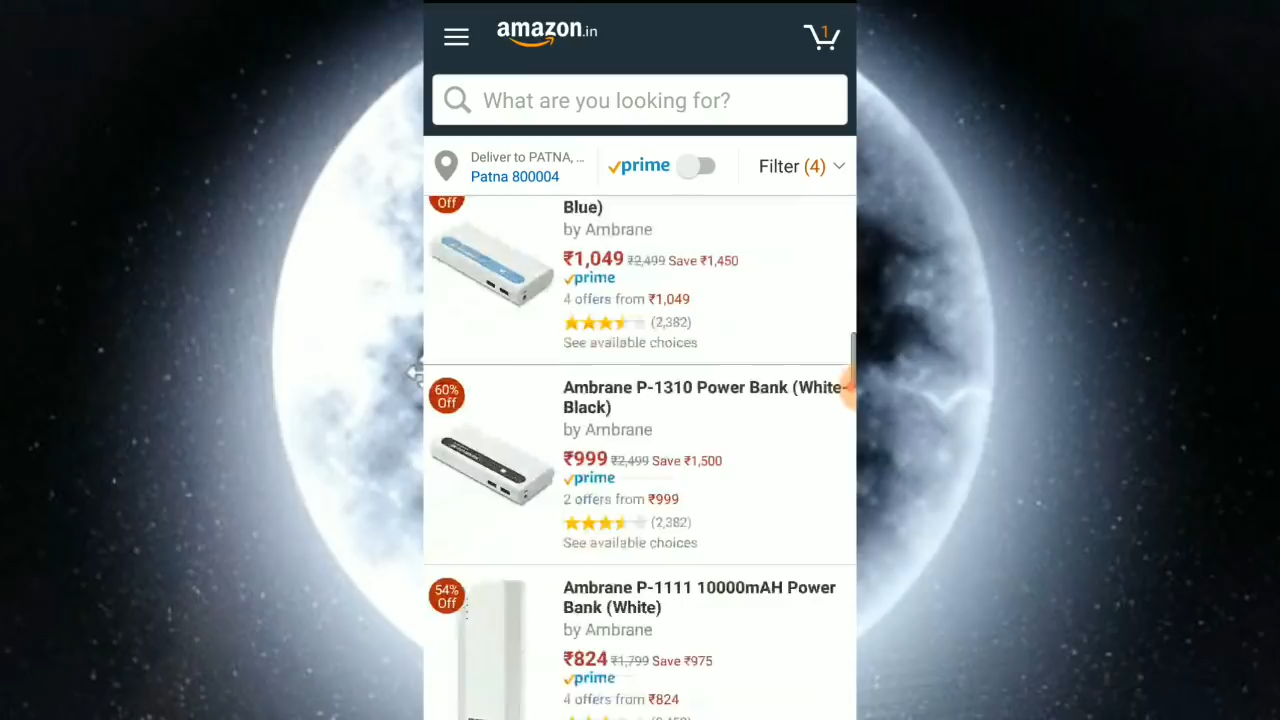 amazon.in
1
What are you looking for?
Deliver to PATNA, ...
Patna 800004
prime
Filter (4)
Off
Blue)
by Ambrane
₹1,049 ₹2,499 Save ₹1,450
prime
4 offers from ₹1,049
(2,382)
See available choices
60%
Off
Ambrane P-1310 Power Bank (White-
Black)
by Ambrane
₹999 ₹2,499 Save ₹1,500
prime
2 offers from ₹999
(2,382)
See available choices
54%
Off
Ambrane P-1111 10000mAH Power
Bank (White)
by Ambrane
₹824 ₹1,799 Save ₹975
prime
4 offers from ₹824